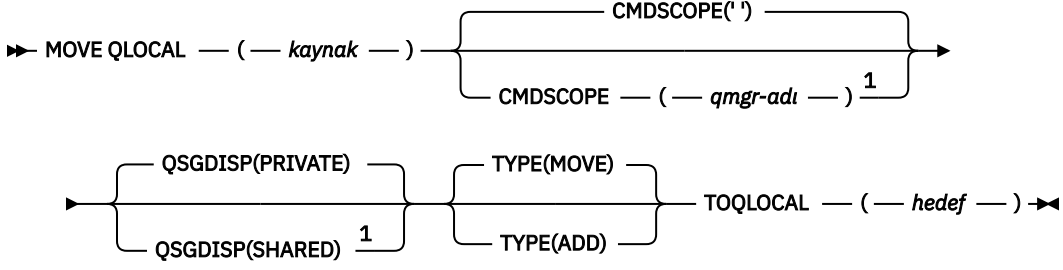 CMDSCOPE(' ')
MOVE QLOCAL ( kaynak )
CMDSCOPE ( qmgr-adı ) 1
QSGDISP(PRIVATE) TYPE(MOVE)
TOQLOCAL ( hedef )
QSGDISP(SHARED) 1 TYPE(ADD)